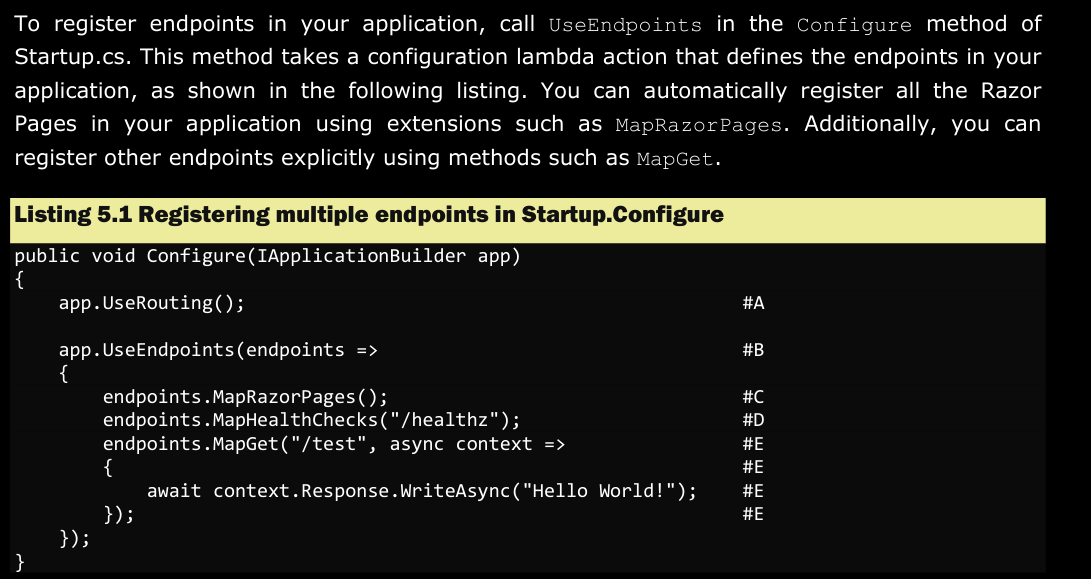 To register endpoints in your application, call UseEndpoints in the Configure method of
Startup.cs. This method takes a configuration lambda action that defines the endpoints in your
application, as shown in the following listing. You can automatically register all the Razor
Pages in your application using extensions such as MapRazorPages. Additionally, you can
register other endpoints explicitly using methods such as MapGet.
Listing 5.1 Registering multiple endpoints in Startup.Configure
public void Configure(IApplicationBuilder app)
{
    app.UseRouting();                                             #A
    app.UseEndpoints(endpoints =>                                 #B
    {
        endpoints.MapRazorPages();                                #C
        endpoints.MapHealthChecks("/healthz");                    #D
        endpoints.MapGet("/test", async context =>                #E
        {                                                         #E
            await context.Response.WriteAsync("Hello World!");    #E
        });                                                       #E
    });
}